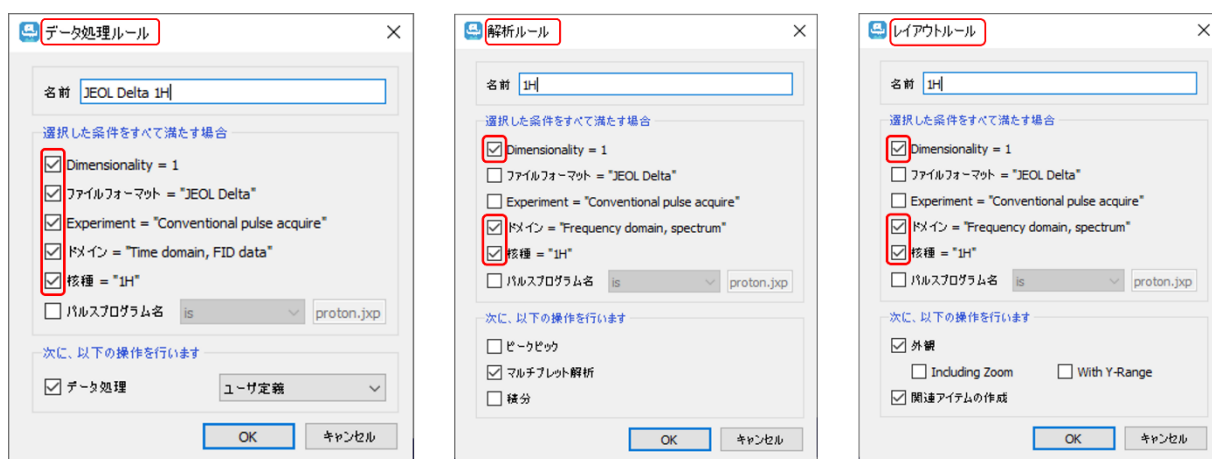 データ処理ルール
名前 JEOL Delta 1H
選択した条件をすべて満たす場合
Dimensionality = 1
ファイルフォーマット = "JEOL Delta"
Experiment = "Conventional pulse acquire"
ドメイン = "Time domain, FID data"
核種 = "1H"
パルスプログラム名 is proton.jxp
次に、以下の操作を行います
データ処理 ユーザ定義
OK キャンセル
解析ルール
名前 1H
選択した条件をすべて満たす場合
Dimensionality = 1
ファイルフォーマット = "JEOL Delta"
Experiment = "Conventional pulse acquire"
ドメイン = "Frequency domain, spectrum"
核種 = "1H"
パルスプログラム名 is proton.jxp
次に、以下の操作を行います
ピークピック
マルチプレット解析
積分
OK キャンセル
レイアウトルール
名前 1H
選択した条件をすべて満たす場合
Dimensionality = 1
ファイルフォーマット = "JEOL Delta"
Experiment = "Conventional pulse acquire"
ドメイン = "Frequency domain, spectrum"
核種 = "1H"
パルスプログラム名 is proton.jxp
次に、以下の操作を行います
外観
Including Zoom With Y-Range
関連アイテムの作成
OK キャンセル